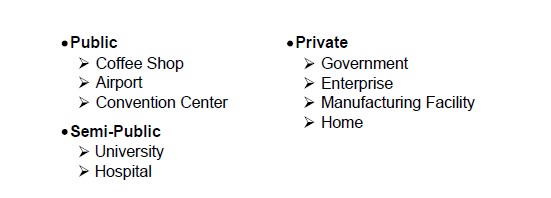 •Public
➢ Coffee Shop
➢ Airport
➢ Convention Center
•Semi-Public
➢ University
➢ Hospital
•Private
➢ Government
➢ Enterprise
➢ Manufacturing Facility
➢ Home